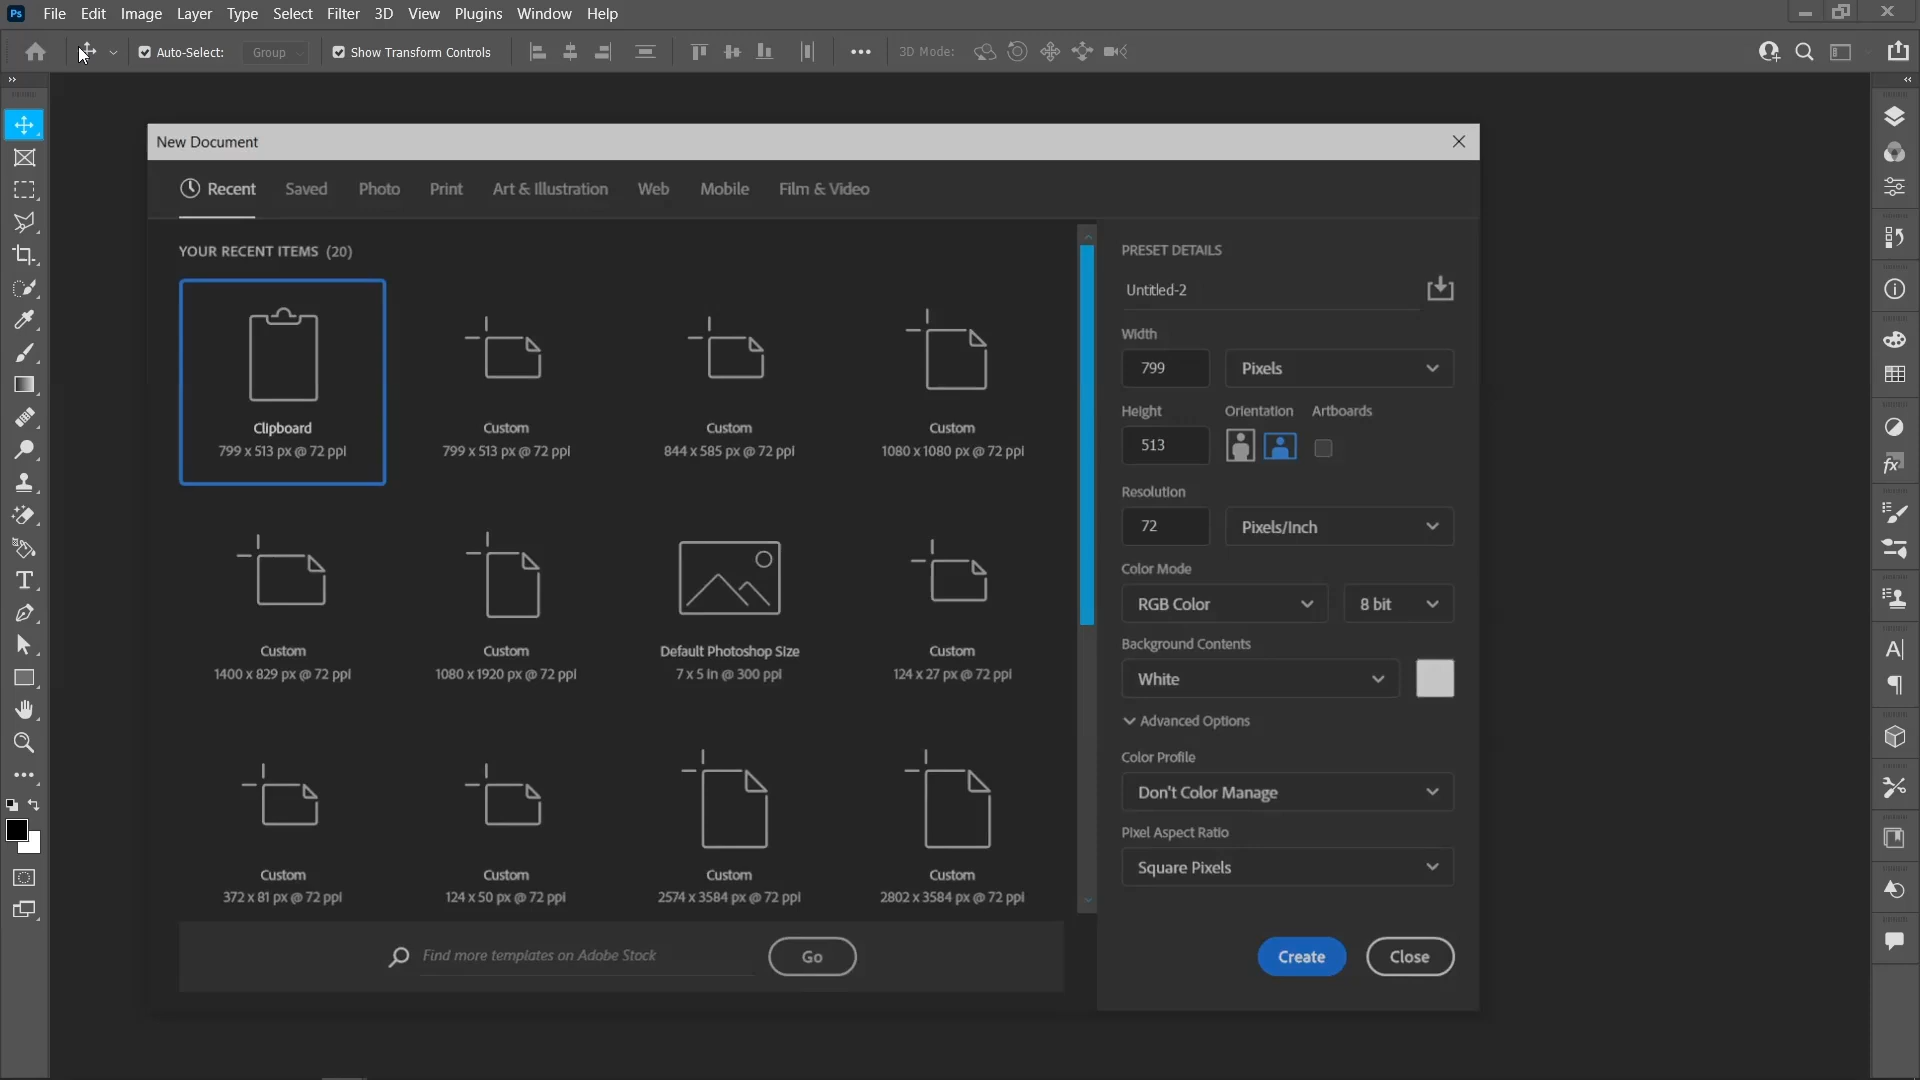 Ps File Edit Image Layer Type Select Filter 3D View Plugins Window Help
Auto-Select: Group Show Transform Controls 3D Mode:
New Document
Recent Saved Photo Print Art & Illustration Web Mobile Film & Video
YOUR RECENT ITEMS (20)
Clipboard
799 x 513 px @ 72 ppi
Custom
799 x 513 px @ 72 ppi
Custom
844 x 585 px @ 72 ppi
Custom
1080 x 1080 px @ 72 ppi
Custom
1400 x 829 px @ 72 ppi
Custom
1080 x 1920 px @ 72 ppi
Default Photoshop Size
7 x 5 in @ 300 ppi
Custom
124 x 27 px @ 72 ppi
Custom
372 x 81 px @ 72 ppi
Custom
124 x 50 px @ 72 ppi
Custom
2574 x 3584 px @ 72 ppi
Custom
2802 x 3584 px @ 72 ppi
Find more templates on Adobe Stock
Go
PRESET DETAILS
Untitled-2
Width
799 Pixels
Height Orientation Artboards
513
Resolution
72 Pixels/Inch
Color Mode
RGB Color 8 bit
Background Contents
White
Advanced Options
Color Profile
Don't Color Manage
Pixel Aspect Ratio
Square Pixels
Create Close